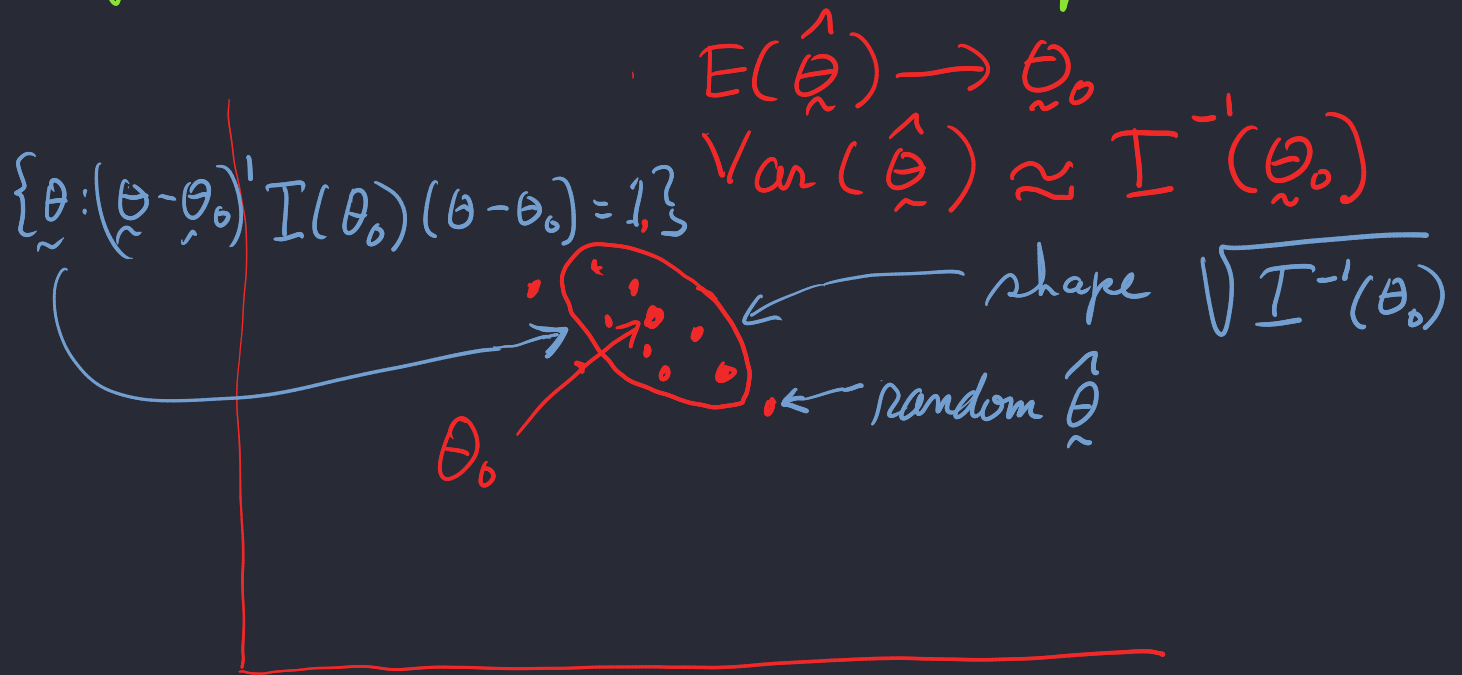 E(θ̂) → θ₀
Var(θ̂) ≈ I⁻¹(θ₀)
{θ:(θ-θ₀)' I(θ₀)(θ-θ₀)=1}
shape √I⁻¹(θ₀)
random θ̂
θ₀